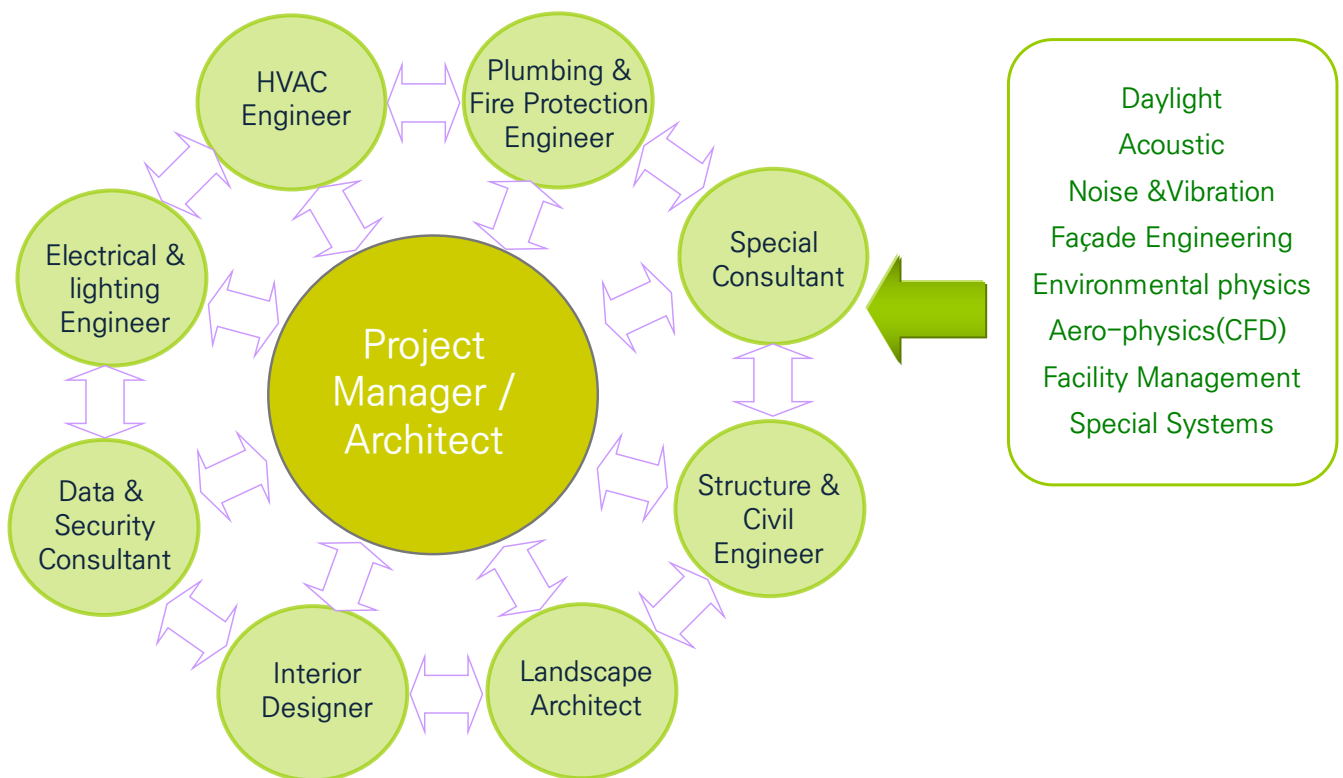 HVAC
Engineer
Plumbing &
Fire Protection
Engineer
Electrical &
lighting
Engineer
Special
Consultant
Project
Manager /
Architect
Data &
Security
Consultant
Structure &
Civil
Engineer
Interior
Designer
Landscape
Architect
Daylight
Acoustic
Noise &Vibration
Façade Engineering
Environmental physics
Aero-physics(CFD)
Facility Management
Special Systems